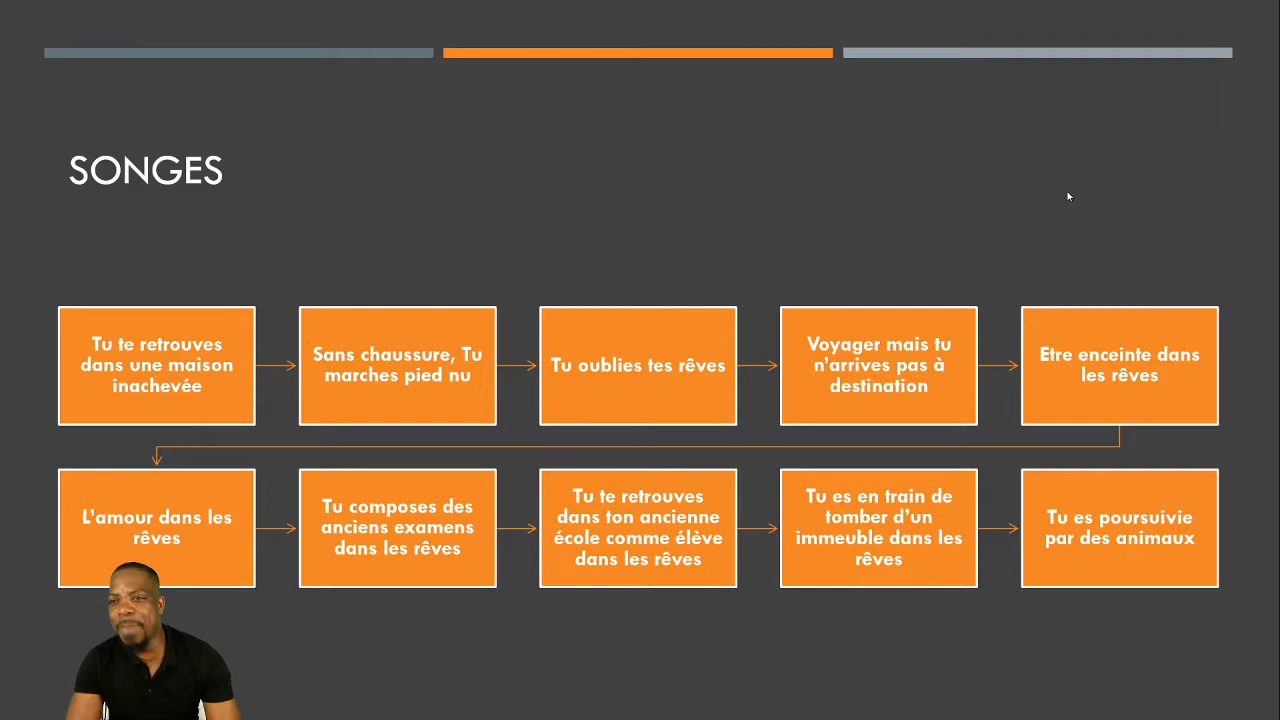 SONGES
Tu te retrouves
dans une maison
inachevée
Sans chaussure, Tu
marches pied nu
Tu oublies tes rêves
Voyager mais tu
n'arrives pas à
destination
Etre enceinte dans
les rêves
L'amour dans les
rêves
Tu composes des
anciens examens
dans les rêves
Tu te retrouves
dans ton ancienne
école comme élève
dans les rêves
Tu es en train de
tomber d'un
immeuble dans les
rêves
Tu es poursuivie
par des animaux